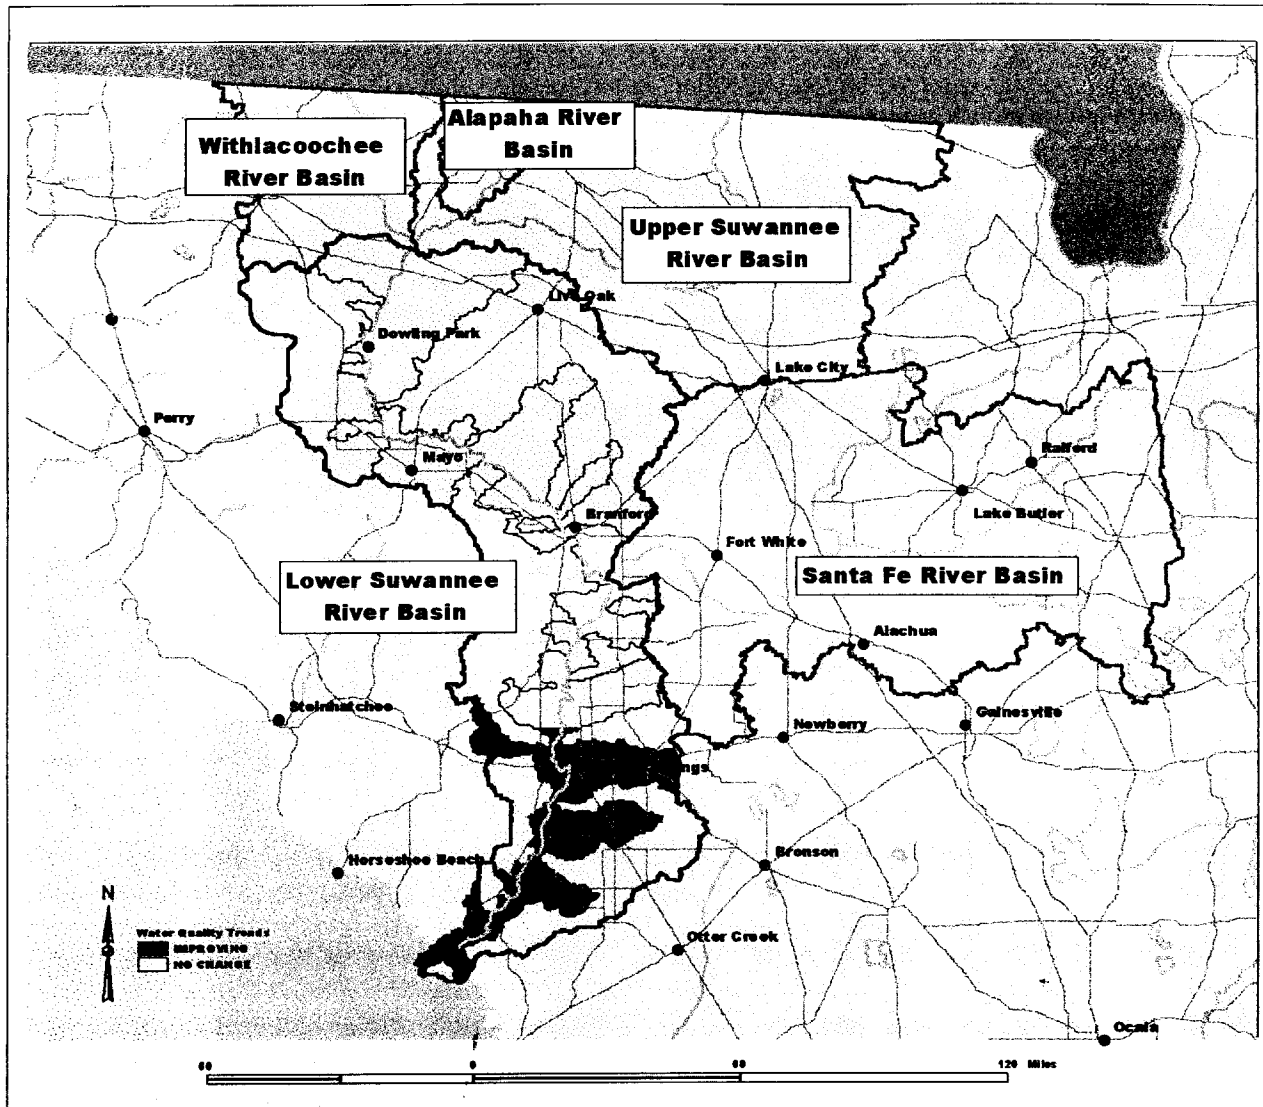 Alapaha River
Basin
Withlacoochee
River Basin
Upper Suwannee
River Basin
Live Oak
Dowling Park
Lake City
Perry
Mayo
Raiford
Lake Butler
Branford
Fort White
Lower Suwannee
River Basin
Santa Fe River Basin
Alachua
Steinhatchee
Gainesville
Newberry
ngs
Horseshoe Beach
Bronson
N
Water Quality Trends
IMPROVING
NO CHANGE
Otter Creek
Ocala
60 0 60 120 Miles